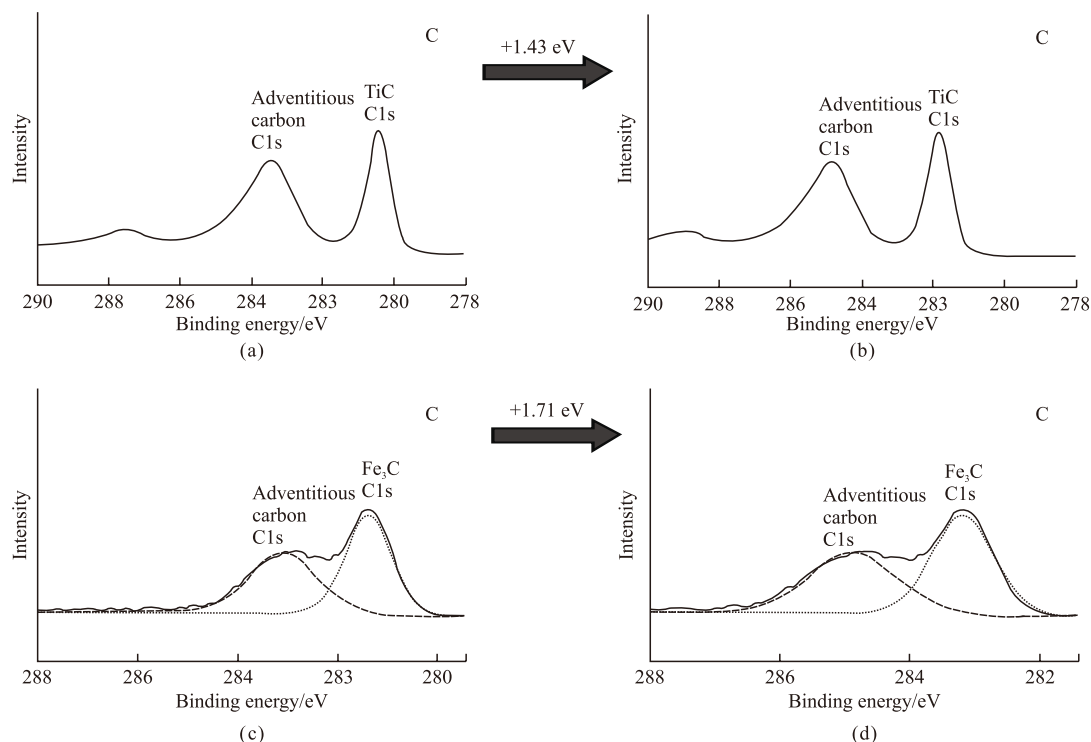 C
Adventitious
carbon
C1s
TiC
C1s
Intensity
290 288 286 284 283 280 278
Binding energy/eV
(a)
+1.43 eV
C
Adventitious
carbon
C1s
TiC
C1s
Intensity
290 288 286 284 283 280 278
Binding energy/eV
(b)
C
Adventitious
carbon
C1s
Fe₃C
C1s
Intensity
288 286 284 282 280
Binding energy/eV
(c)
+1.71 eV
C
Adventitious
carbon
C1s
Fe₃C
C1s
Intensity
288 286 284 282
Binding energy/eV
(d)